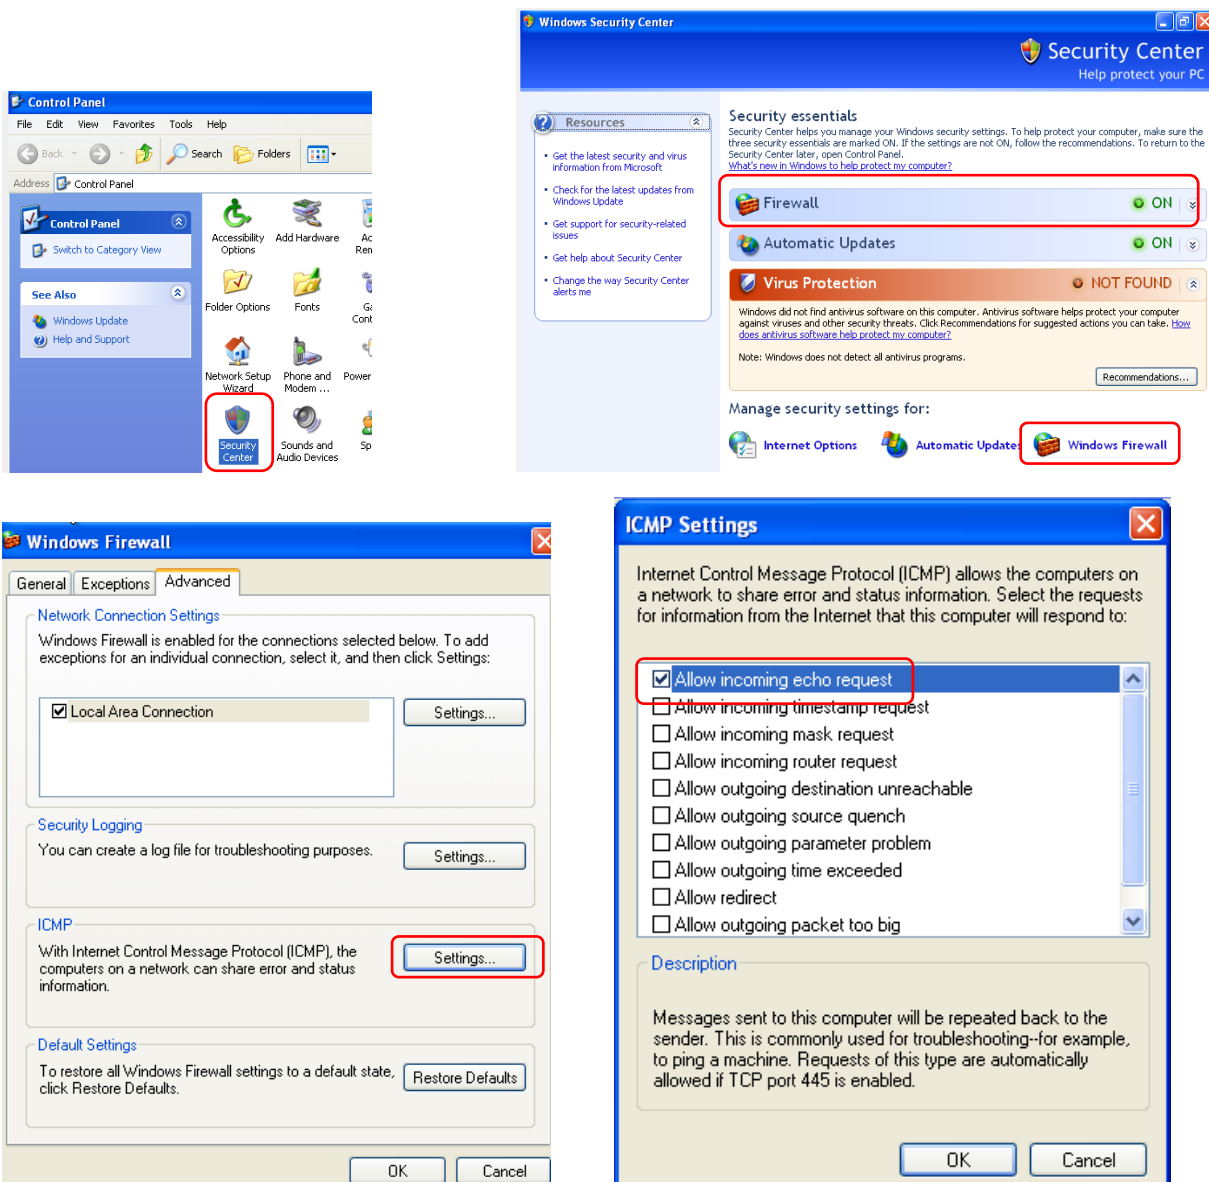 Control Panel
File Edit View Favorites Tools Help
Back Search Folders
Address Control Panel
Control Panel
Switch to Category View
See Also
Windows Update
Help and Support
Accessibility
Options
Add Hardware
Folder Options
Fonts
Network Setup
Wizard
Phone and
Modem ...
Power
Security
Center
Sounds and
Audio Devices
Sp
Windows Security Center
Security Center
Help protect your PC
Resources
Get the latest security and virus
information from Microsoft
Check for the latest updates from
Windows Update
Get support for security-related
issues
Get help about Security Center
Change the way Security Center
alerts me
Security essentials
Security Center helps you manage your Windows security settings. To help protect your computer, make sure the
three security essentials are marked ON. If the settings are not ON, follow the recommendations. To return to the
Security Center later, open Control Panel.
What's new in Windows to help protect my computer?
Firewall ON
Automatic Updates ON
Virus Protection NOT FOUND
Windows did not find antivirus software on this computer. Antivirus software helps protect your computer
against viruses and other security threats. Click Recommendations for suggested actions you can take. How
does antivirus software help protect my computer?
Note: Windows does not detect all antivirus programs.
Recommendations...
Manage security settings for:
Internet Options Automatic Updates Windows Firewall
Windows Firewall
General Exceptions Advanced
Network Connection Settings
Windows Firewall is enabled for the connections selected below. To add
exceptions for an individual connection, select it, and then click Settings:
Local Area Connection
Settings...
Security Logging
You can create a log file for troubleshooting purposes.
Settings...
ICMP
With Internet Control Message Protocol (ICMP), the
computers on a network can share error and status
information.
Settings...
Default Settings
To restore all Windows Firewall settings to a default state,
click Restore Defaults.
Restore Defaults
OK Cancel
ICMP Settings
Internet Control Message Protocol (ICMP) allows the computers on
a network to share error and status information. Select the requests
for information from the Internet that this computer will respond to:
Allow incoming echo request
Allow incoming timestamp request
Allow incoming mask request
Allow incoming router request
Allow outgoing destination unreachable
Allow outgoing source quench
Allow outgoing parameter problem
Allow outgoing time exceeded
Allow redirect
Allow outgoing packet too big
Description
Messages sent to this computer will be repeated back to the
sender. This is commonly used for troubleshooting--for example,
to ping a machine. Requests of this type are automatically
allowed if TCP port 445 is enabled.
OK Cancel